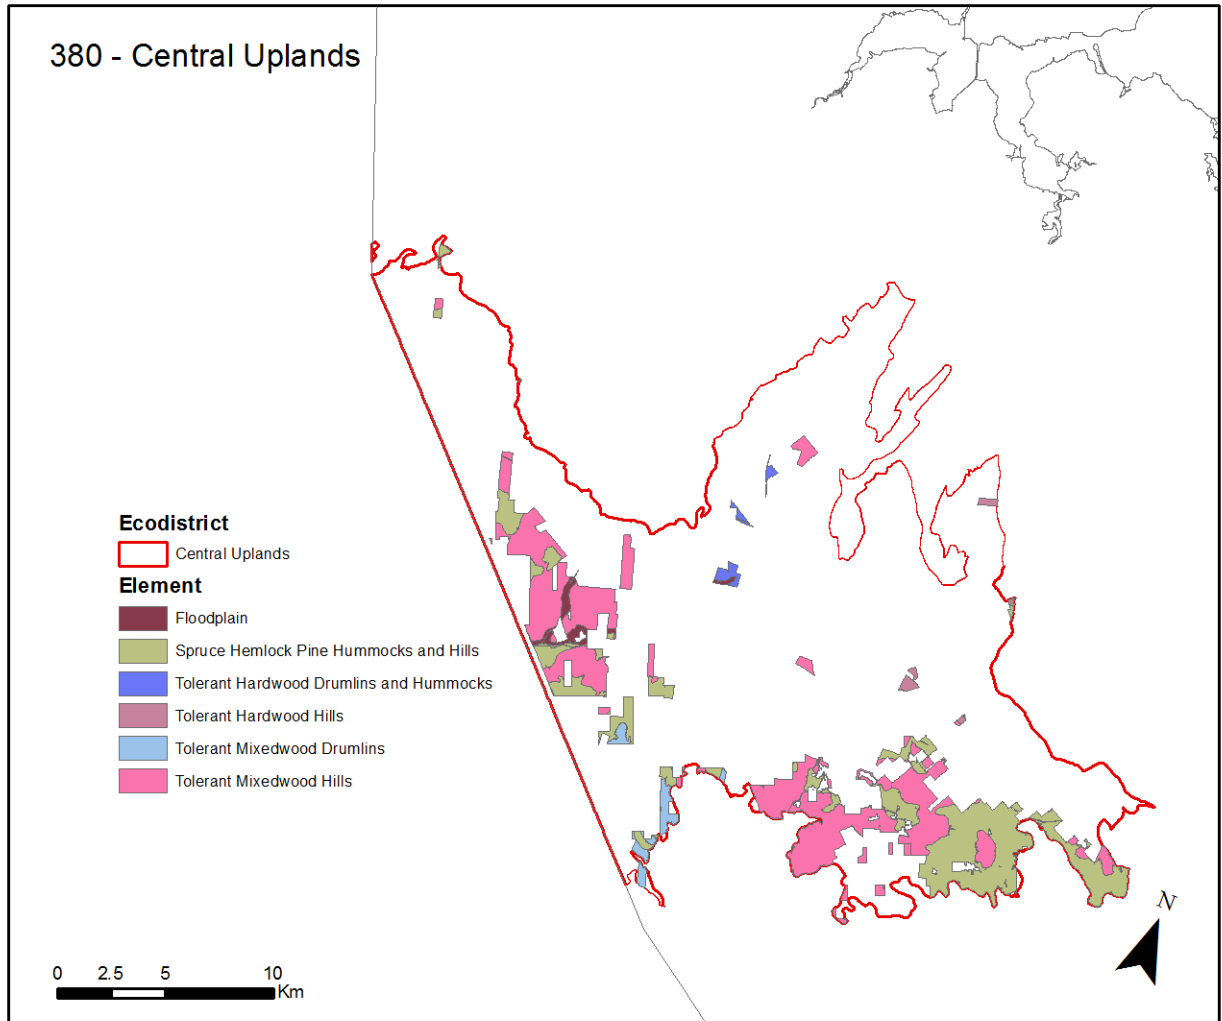 380 - Central Uplands
Ecodistrict
Central Uplands
Element
Floodplain
Spruce Hemlock Pine Hummocks and Hills
Tolerant Hardwood Drumlins and Hummocks
Tolerant Hardwood Hills
Tolerant Mixedwood Drumlins
Tolerant Mixedwood Hills
N
0 2.5 5 10
Km